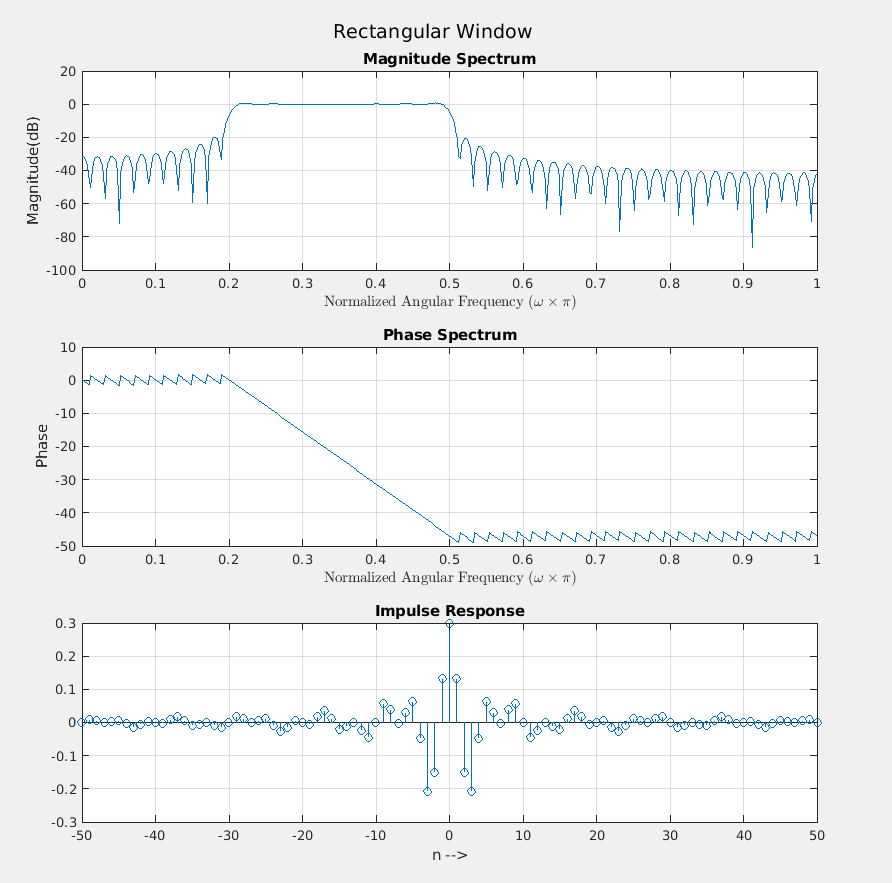 Rectangular Window
Magnitude Spectrum
20
0
-20
-40
-60
-80
-100
Magnitude(dB)
0 0.1 0.2 0.3 0.4 0.5 0.6 0.7 0.8 0.9 1
Normalized Angular Frequency (ω × π)
Phase Spectrum
10
0
-10
-20
-30
-40
-50
Phase
0 0.1 0.2 0.3 0.4 0.5 0.6 0.7 0.8 0.9 1
Normalized Angular Frequency (ω × π)
Impulse Response
0.3
0.2
0.1
0
-0.1
-0.2
-0.3
-50 -40 -30 -20 -10 0 10 20 30 40 50
n -->